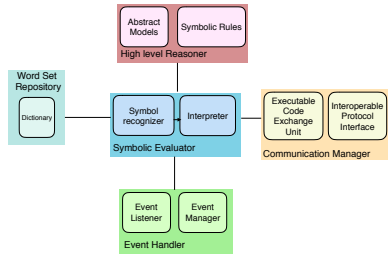 Abstract
Models
Symbolic Rules
High level Reasoner
Word Set
Repository
Dictionary
Symbol
recognizer
Interpreter
Symbolic Evaluator
Executable
Code
Exchange
Unit
Interoperable
Protocol
Interface
Communication Manager
Event
Listener
Event
Manager
Event Handler